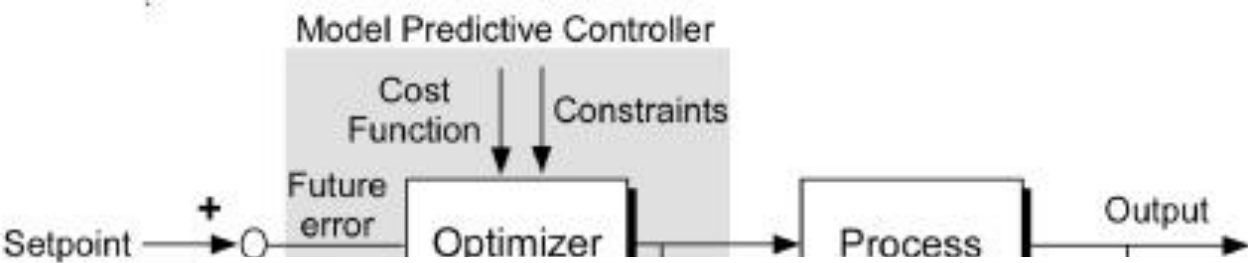 Model Predictive Controller
Cost
Function
Constraints
Future
error
+
Setpoint
Optimizer
Process
Output